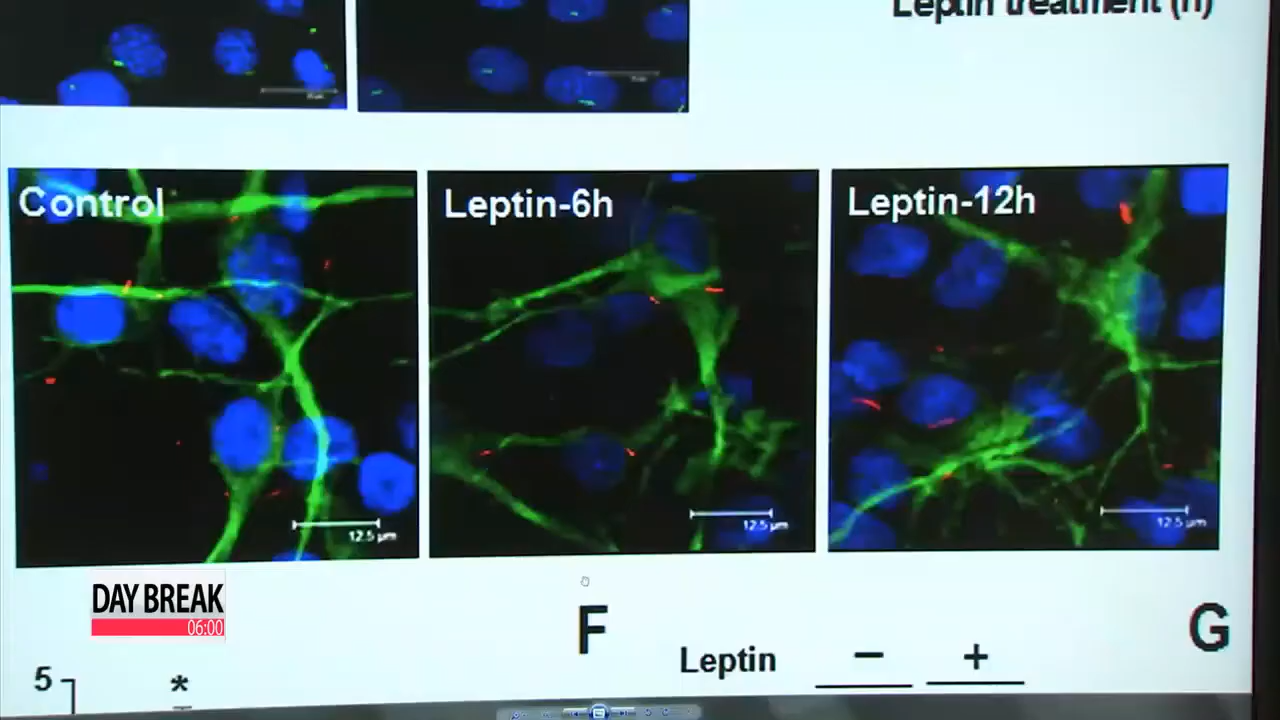 Leptin treatment (h)
Control
Leptin-6h
Leptin-12h
12.5 µm
12.5 µm
12.5 µm
DAY BREAK
06:00
F
G
Leptin - +
5
*